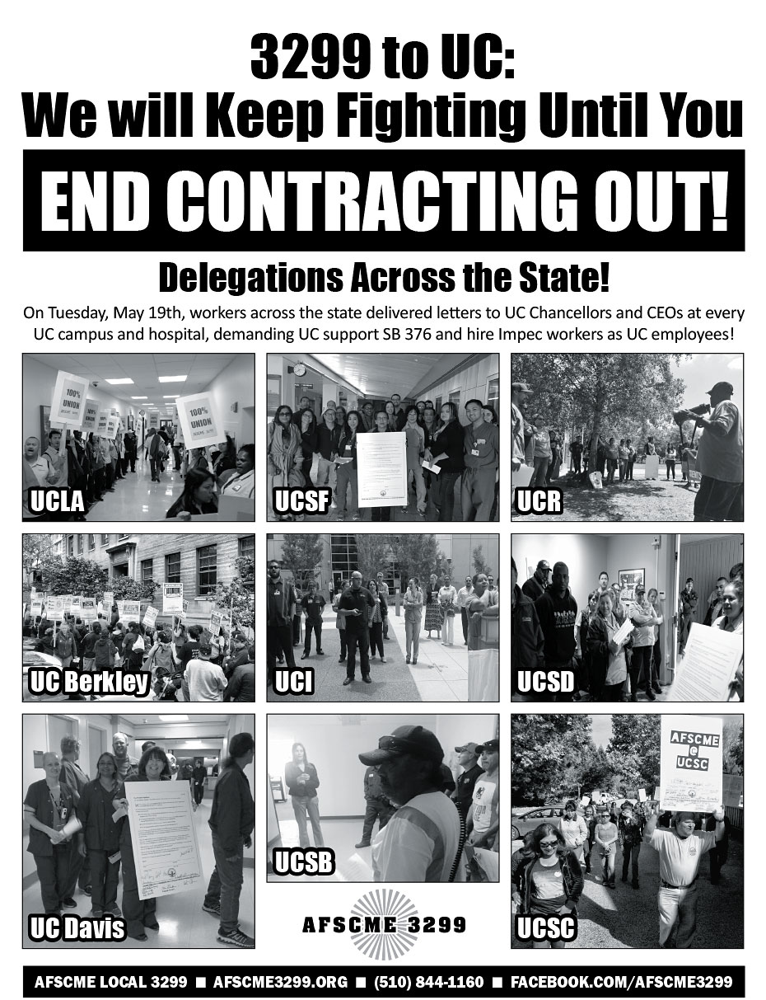 3299 to UC:
We will Keep Fighting Until You
END CONTRACTING OUT!
Delegations Across the State!
On Tuesday, May 19th, workers across the state delivered letters to UC Chancellors and CEOs at every
UC campus and hospital, demanding UC support SB 376 and hire Impec workers as UC employees!
100%
UNION
100%
UNION
UCLA
UCSF
UCR
UC Berkley
UCI
UCSD
UC Davis
UCSB
AFSCME
@
UCSC
UCSC
AFSCME 3299
AFSCME LOCAL 3299 ■ AFSCME3299.ORG ■ (510) 844-1160 ■ FACEBOOK.COM/AFSCME3299